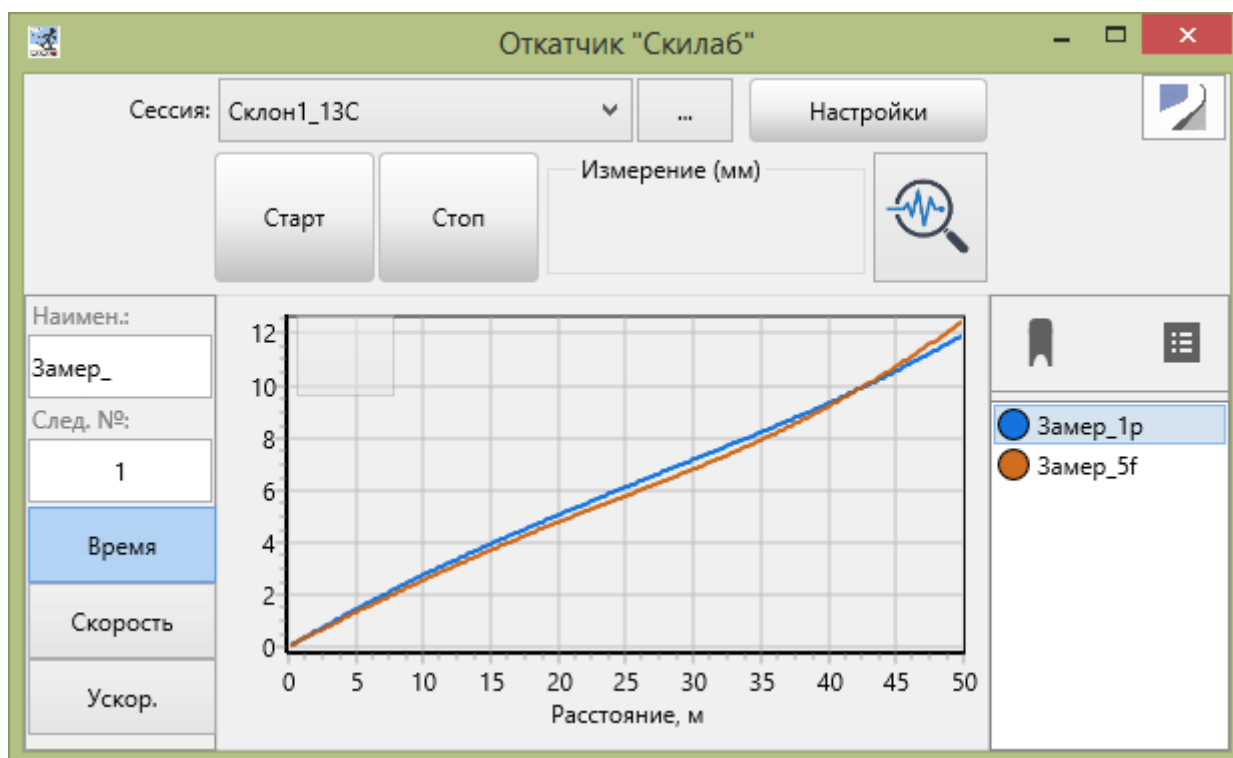 Откатчик "Скилаб"
Сессия: Склон1_13С ... Настройки
Старт Стоп Измерение (мм)
Наимен.:
Замер_
След. №:
1
Время
Скорость
Ускор.
12
10
8
6
4
2
0
0 5 10 15 20 25 30 35 40 45 50
Расстояние, м
Замер_1p
Замер_5f